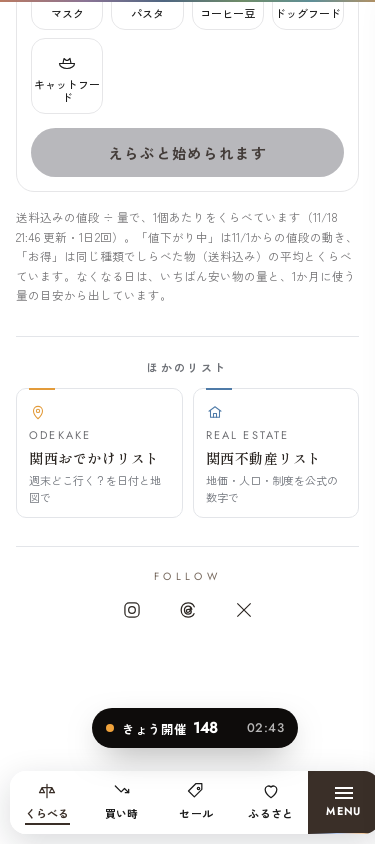 マスク
パスタ
コーヒー豆
ドッグフード
キャットフー
ド
えらぶと始められます
送料込みの値段 ÷ 量で、1個あたりをくらべています（11/18
21:46 更新・1日2回）。「値下がり中」は11/1からの値段の動き、
「お得」は同じ種類でしらべた物（送料込み）の平均とくらべ
ています。なくなる日は、いちばん安い物の量と、1か月に使う
量の目安から出しています。
ほかのリスト
ODEKAKE
関西おでかけリスト
週末どこ行く？を日付と地
図で
REAL ESTATE
関西不動産リスト
地価・人口・制度を公式の
数字で
FOLLOW
きょう開催 148 02:43
くらべる
買い時
セール
ふるさと
MENU